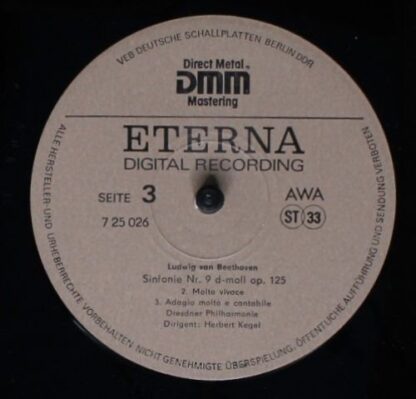 VEB DEUTSCHE SCHALLPLATTEN BERLIN DDR
Direct Metal TM
DMM
Mastering
ETERNA
DIGITAL RECORDING
SEITE 3
AWA
7 25 026
ST 33
Ludwig van Beethoven
Sinfonie Nr. 9 d-moll op. 125
2. Molto vivace
3. Adagio molto e cantabile
Dresdner Philharmonie
Dirigent: Herbert Kegel
ALLE HERSTELLER- UND URHEBERRECHTE VORBEHALTEN NICHT GENEHMIGTE ÜBERSPIELUNG, ÖFFENTLICHE AUFFÜHRUNG UND SENDUNG VERBOTEN